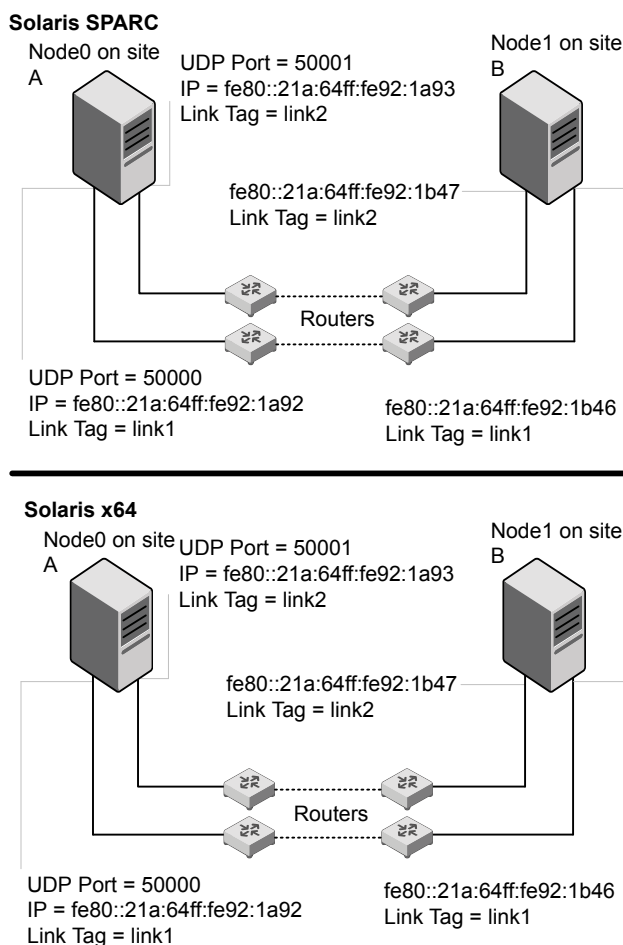 Solaris SPARC
Node0 on site
A
UDP Port = 50001
IP = fe80::21a:64ff:fe92:1a93
Link Tag = link2
Node1 on site
B
fe80::21a:64ff:fe92:1b47
Link Tag = link2
Routers
UDP Port = 50000
IP = fe80::21a:64ff:fe92:1a92
Link Tag = link1
fe80::21a:64ff:fe92:1b46
Link Tag = link1
Solaris x64
Node0 on site
A
UDP Port = 50001
IP = fe80::21a:64ff:fe92:1a93
Link Tag = link2
Node1 on site
B
fe80::21a:64ff:fe92:1b47
Link Tag = link2
Routers
UDP Port = 50000
IP = fe80::21a:64ff:fe92:1a92
Link Tag = link1
fe80::21a:64ff:fe92:1b46
Link Tag = link1